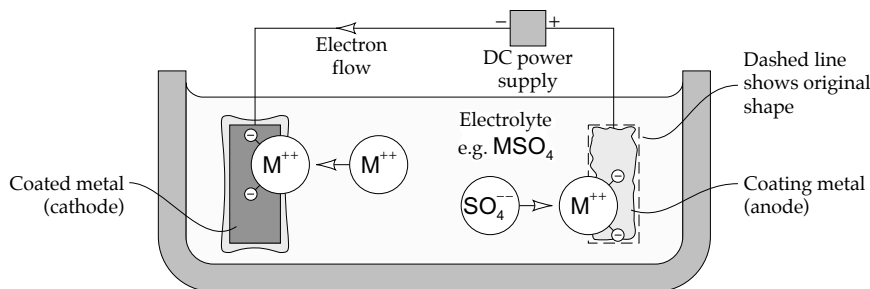 − +
Electron
flow
DC power
supply
Dashed line
shows original
shape
Electrolyte
e.g. MSO₄
M⁺⁺
M⁺⁺
Coated metal
(cathode)
SO₄⁻⁻
M⁺⁺
Coating metal
(anode)
−
−
−
−